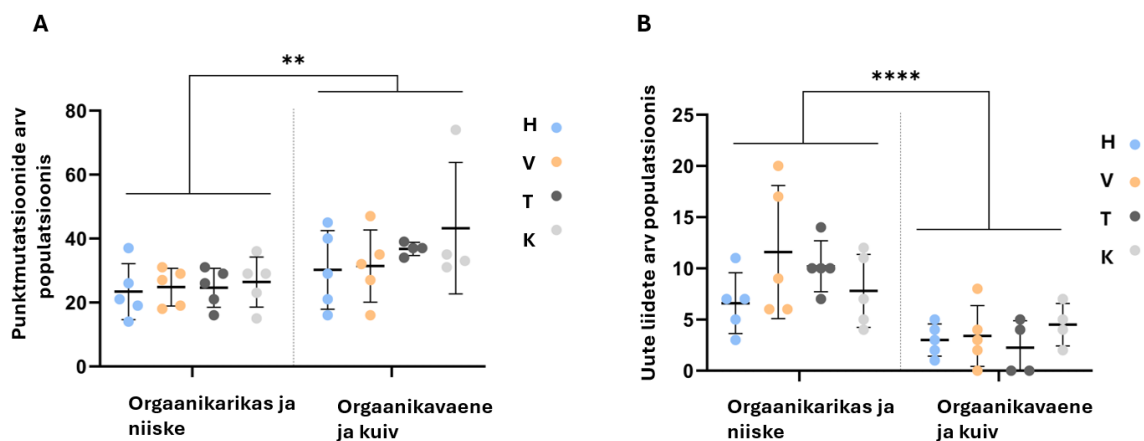 A
**
Punktmutatsioonide arv
populatsioonis
80
60
40
20
0
Orgaanikarikas ja
niiske
Orgaanikavaene
ja kuiv
H
V
T
K
B
****
Uute liidete arv populatsioonis
25
20
15
10
5
0
Orgaanikarikas ja
niiske
Orgaanikavaene
ja kuiv
H
V
T
K